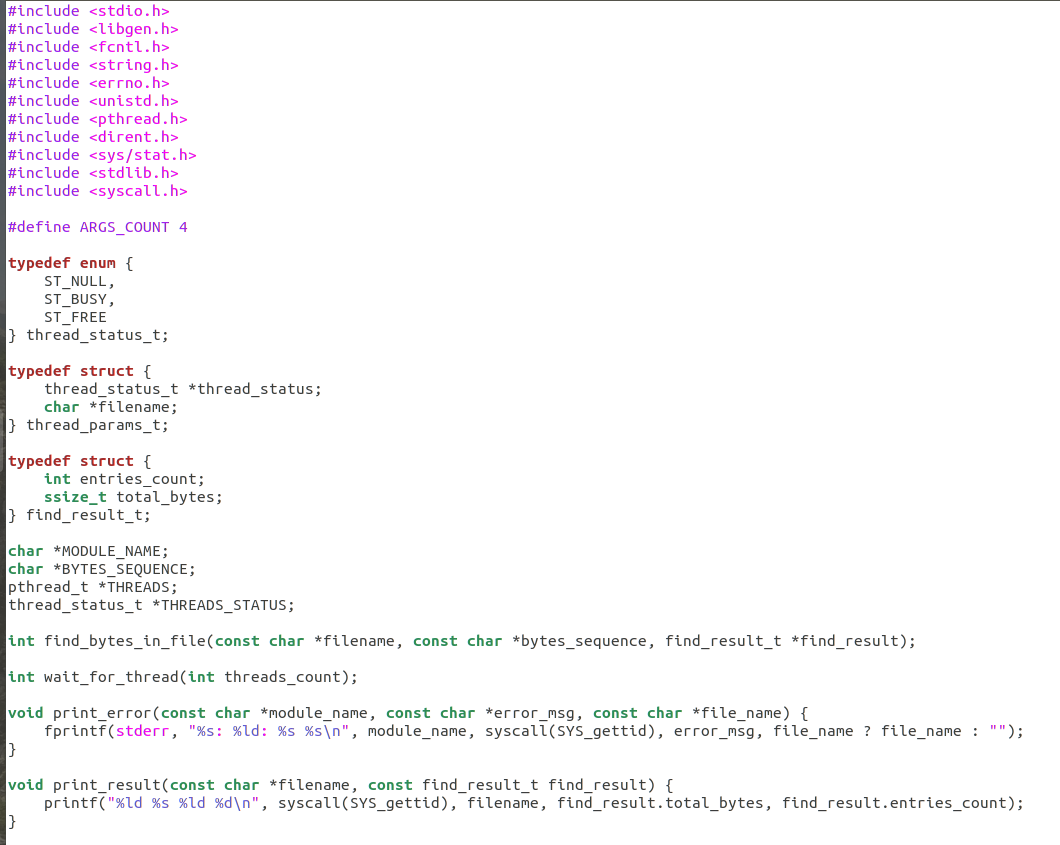 #include <stdio.h>
#include <libgen.h>
#include <fcntl.h>
#include <string.h>
#include <errno.h>
#include <unistd.h>
#include <pthread.h>
#include <dirent.h>
#include <sys/stat.h>
#include <stdlib.h>
#include <syscall.h>

#define ARGS_COUNT 4

typedef enum {
    ST_NULL,
    ST_BUSY,
    ST_FREE
} thread_status_t;

typedef struct {
    thread_status_t *thread_status;
    char *filename;
} thread_params_t;

typedef struct {
    int entries_count;
    ssize_t total_bytes;
} find_result_t;

char *MODULE_NAME;
char *BYTES_SEQUENCE;
pthread_t *THREADS;
thread_status_t *THREADS_STATUS;

int find_bytes_in_file(const char *filename, const char *bytes_sequence, find_result_t *find_result);

int wait_for_thread(int threads_count);

void print_error(const char *module_name, const char *error_msg, const char *file_name) {
    fprintf(stderr, "%s: %ld: %s %s\n", module_name, syscall(SYS_gettid), error_msg, file_name ? file_name : "");
}

void print_result(const char *filename, const find_result_t find_result) {
    printf("%ld %s %ld %d\n", syscall(SYS_gettid), filename, find_result.total_bytes, find_result.entries_count);
}